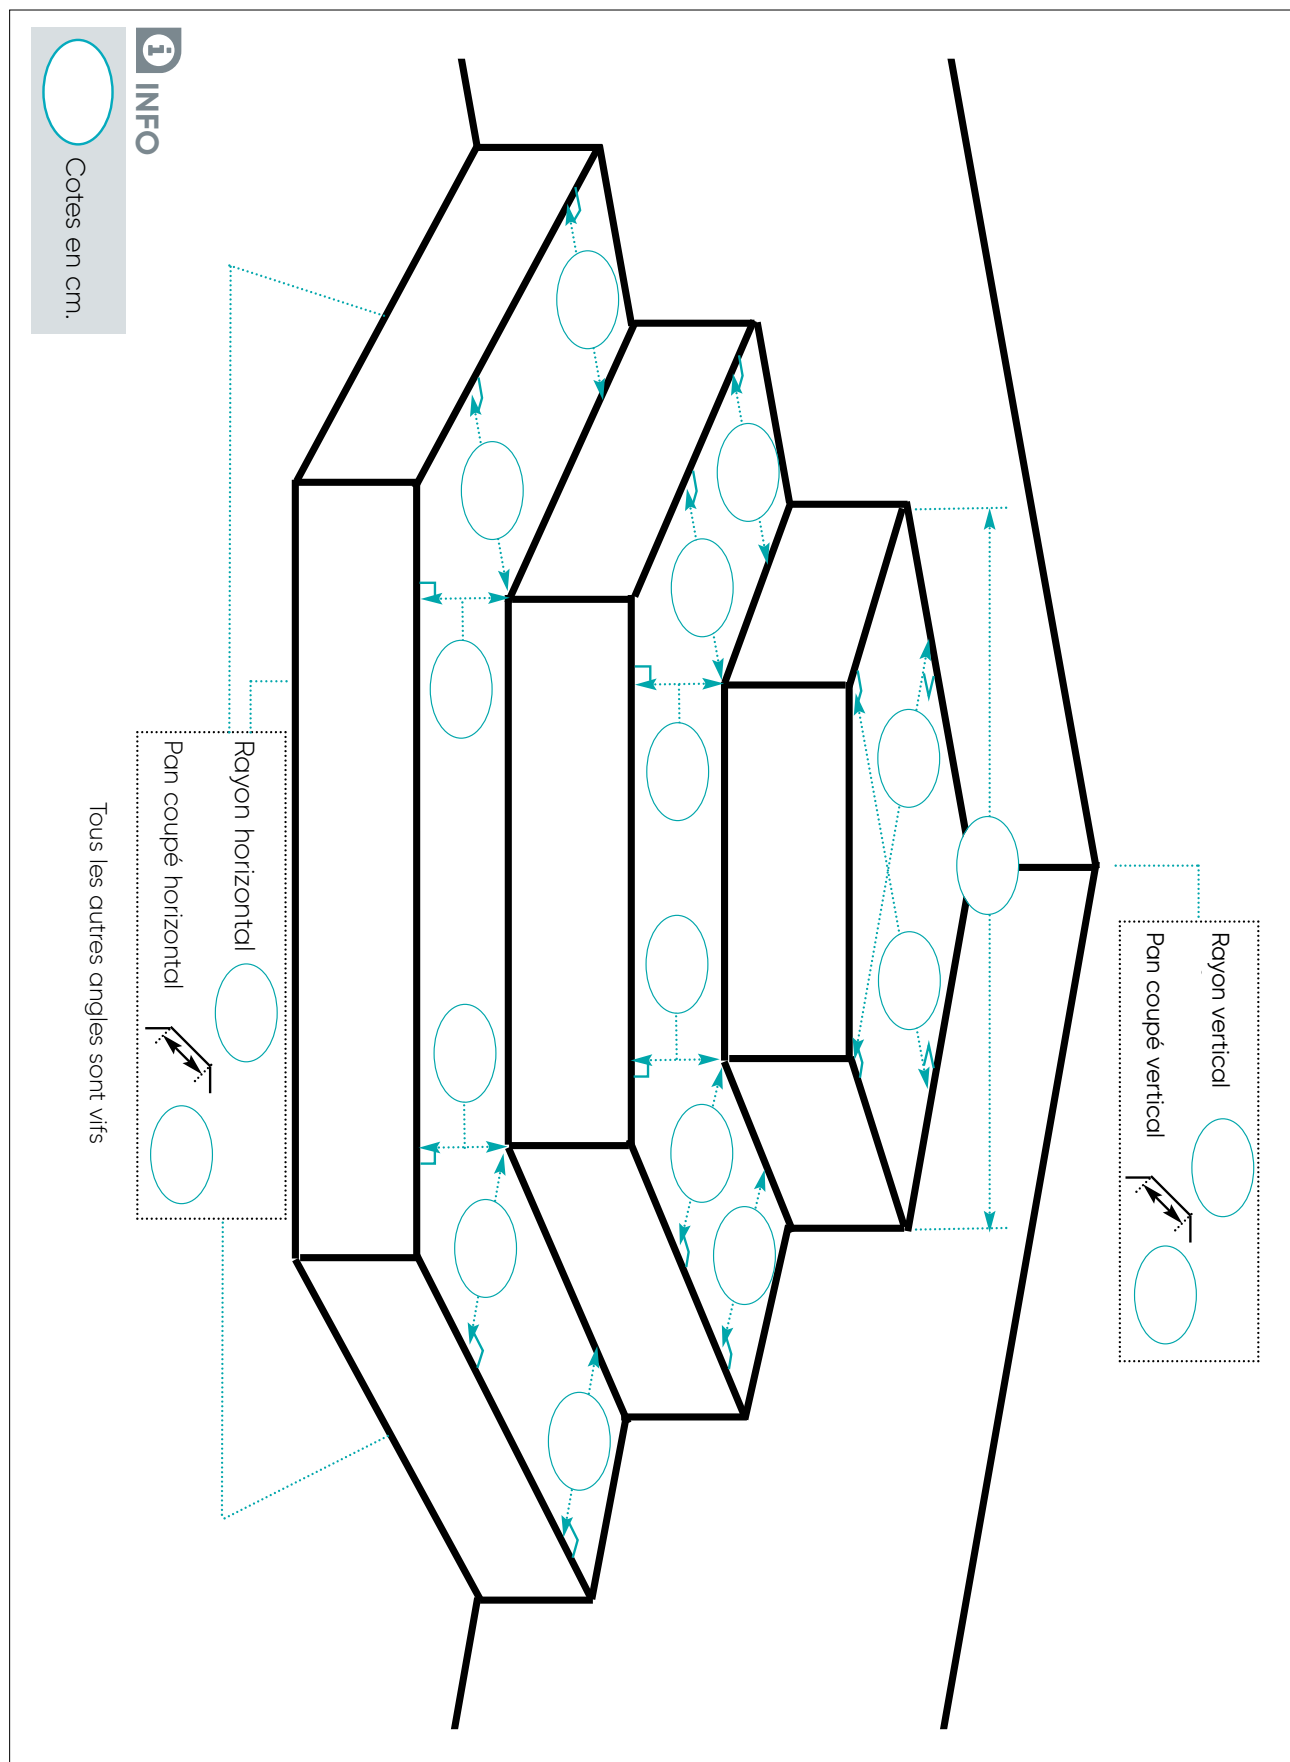 i INFO
Cotes en cm.
Rayon vertical
Pan coupé vertical
Rayon horizontal
Pan coupé horizontal
Tous les autres angles sont vifs